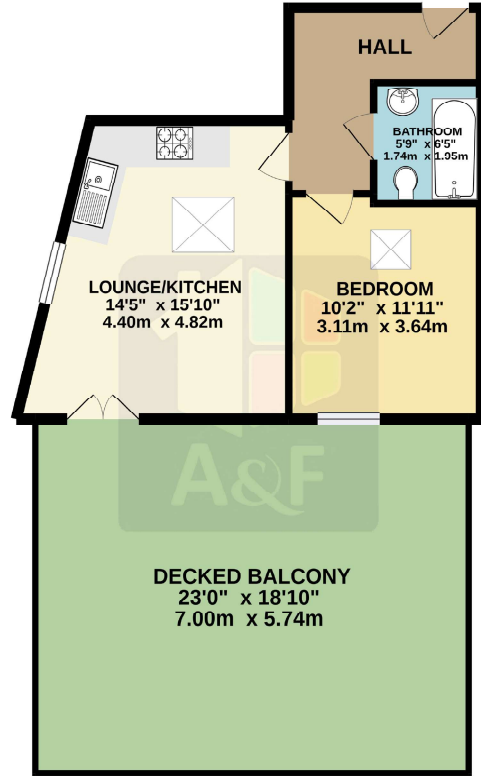 HALL
BATHROOM
5'9" x 6'5"
1.74m x 1.95m
LOUNGE/KITCHEN
14'5" x 15'10"
4.40m x 4.82m
BEDROOM
10'2" x 11'11"
3.11m x 3.64m
A&F
DECKED BALCONY
23'0" x 18'10"
7.00m x 5.74m